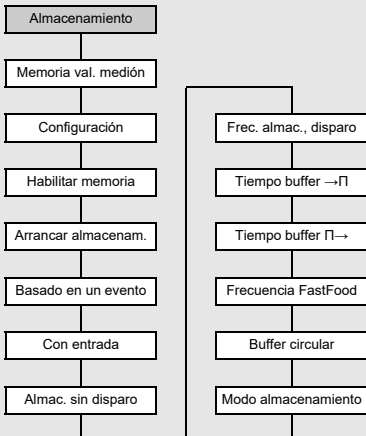 Almacenamiento
Memoria val. medión
Configuración
Habilitar memoria
Arrancar almacenam.
Basado en un evento
Con entrada
Almac. sin disparo
Frec. almac., disparo
Tiempo buffer →Π
Tiempo buffer Π→
Frecuencia FastFood
Buffer circular
Modo almacenamiento